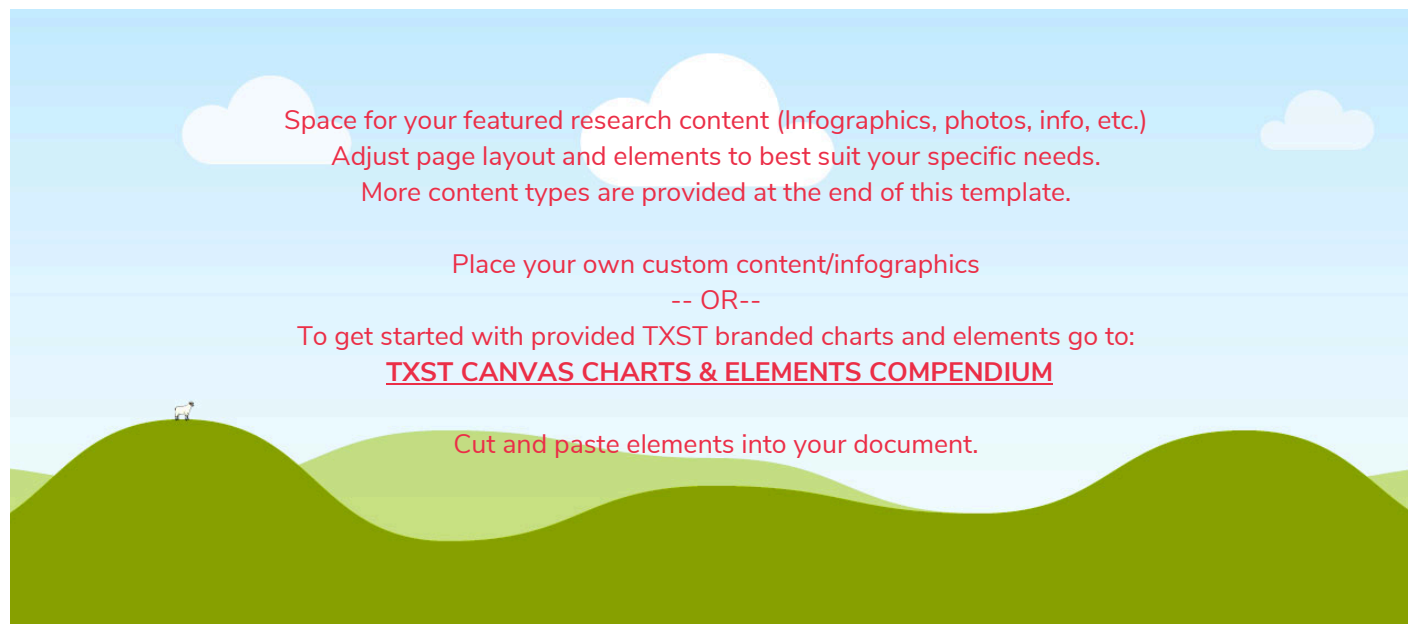 Space for your featured research content (Infographics, photos, info, etc.)
Adjust page layout and elements to best suit your specific needs.
More content types are provided at the end of this template.
Place your own custom content/infographics
-- OR--
To get started with provided TXST branded charts and elements go to:
TXST CANVAS CHARTS & ELEMENTS COMPENDIUM
Cut and paste elements into your document.